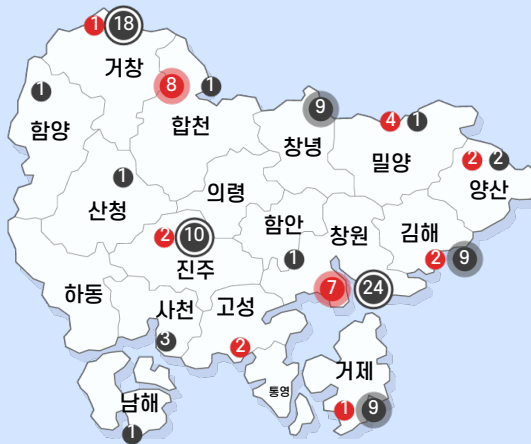 1 18
거창
8 1
1
함양
합천
9
창녕
4 1
밀양
2 2
양산
1
산청
의령
함안
창원
김해
2 10
진주
1
2 9
하동
사천
고성
7 24
3
2
거제
통영
남해
1 9
1